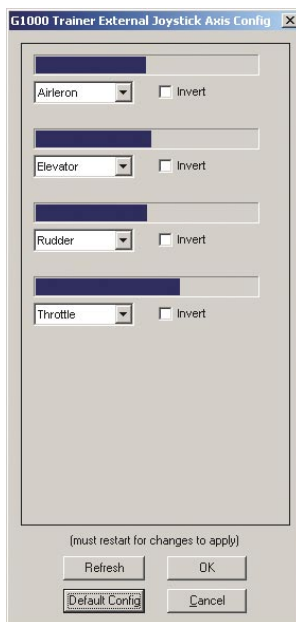 G1000 Trainer External Joystick Axis Config
Airleron
Invert
Elevator
Invert
Rudder
Invert
Throttle
Invert
(must restart for changes to apply)
Refresh
OK
Default Config
Cancel